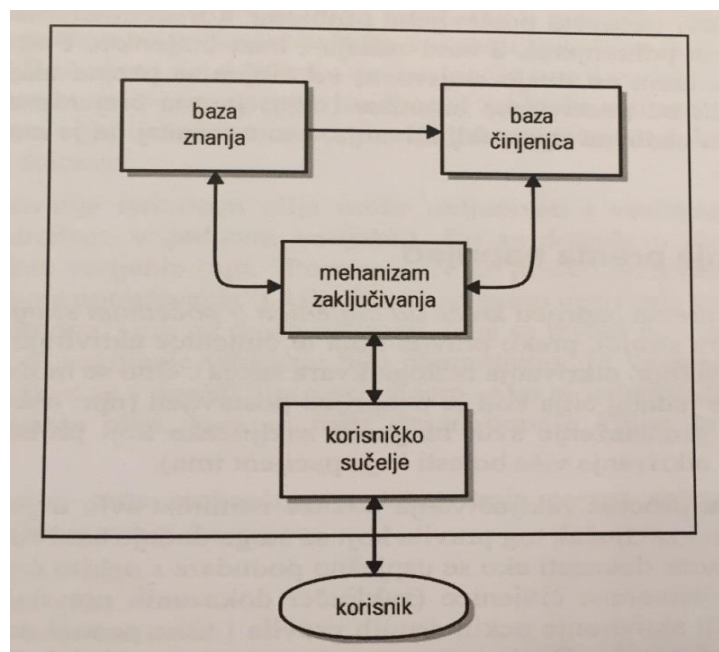 baza
znanja
baza
činjenica
mehanizam
zaključivanja
korisničko
sučelje
korisnik